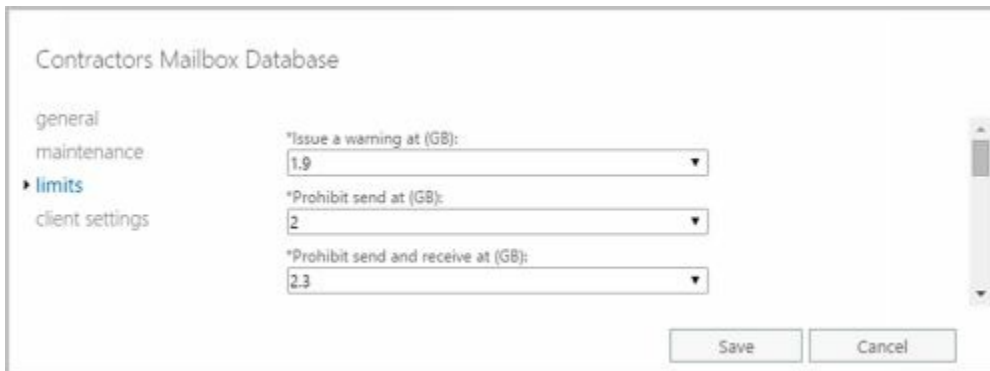 Contractors Mailbox Database
general
maintenance
limits
client settings
*Issue a warning at (GB):
1.9
*Prohibit send at (GB):
2
*Prohibit send and receive at (GB):
2.3
Save
Cancel